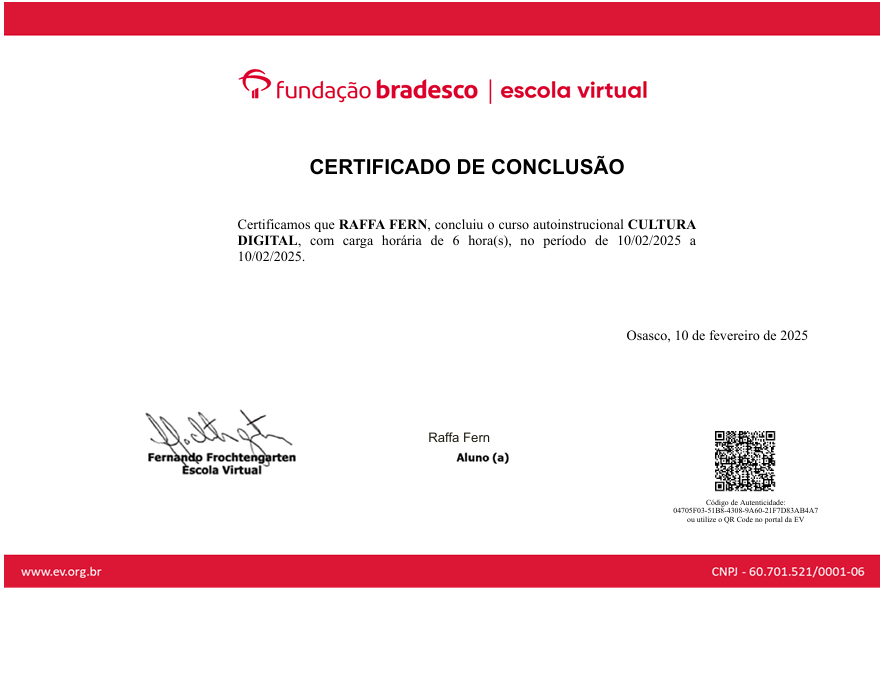 fundação bradesco | escola virtual
CERTIFICADO DE CONCLUSÃO
Certificamos que RAFFA FERN, concluiu o curso autoinstrucional CULTURA
DIGITAL, com carga horária de 6 hora(s), no período de 10/02/2025 a
10/02/2025.
Osasco, 10 de fevereiro de 2025
Fernando Frochtengarten
Escola Virtual
Raffa Fern
Aluno (a)
Código de Autenticidade:
04705F03-51B8-4308-9A60-21F7D83AB4A7
ou utilize o QR Code no portal da EV
www.ev.org.br
CNPJ - 60.701.521/0001-06